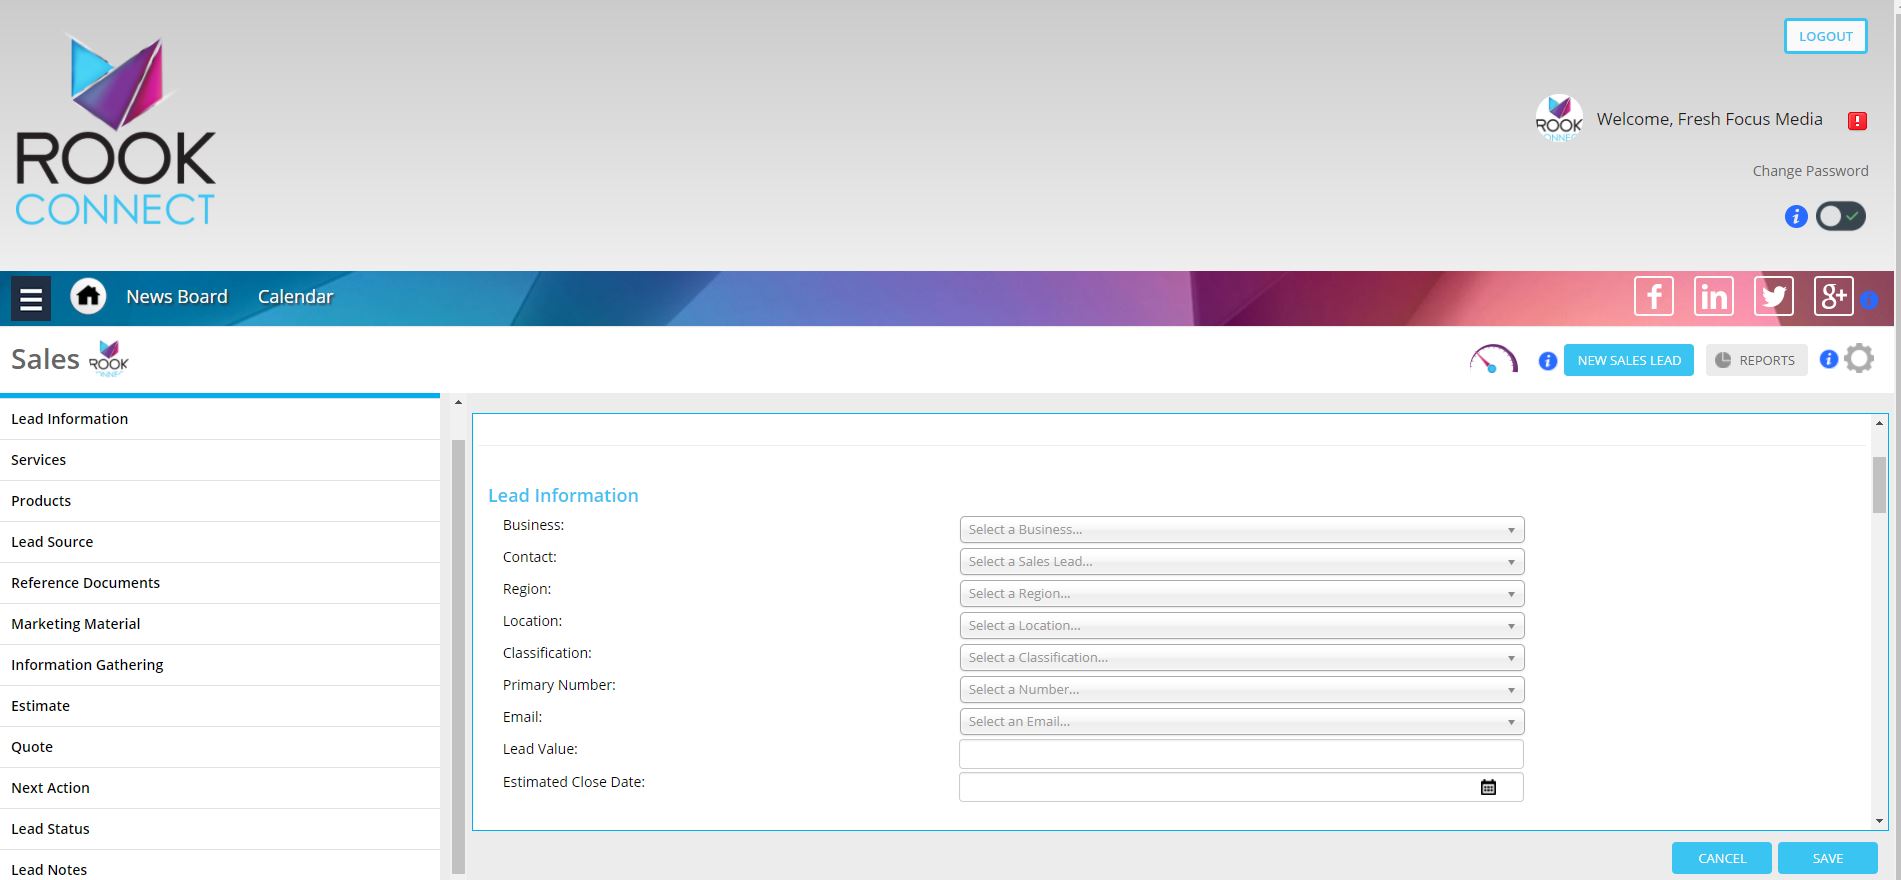 ROOK
CONNECT
LOGOUT
ROOK
CONNECT
Welcome, Fresh Focus Media
Change Password
News Board
Calendar
Sales
ROOK
NEW SALES LEAD
REPORTS
Lead Information
Services
Products
Lead Source
Reference Documents
Marketing Material
Information Gathering
Estimate
Quote
Next Action
Lead Status
Lead Notes
Lead Information
Business: Select a Business...
Contact: Select a Sales Lead...
Region: Select a Region...
Location: Select a Location...
Classification: Select a Classification...
Primary Number: Select a Number...
Email: Select an Email...
Lead Value:
Estimated Close Date:
CANCEL
SAVE